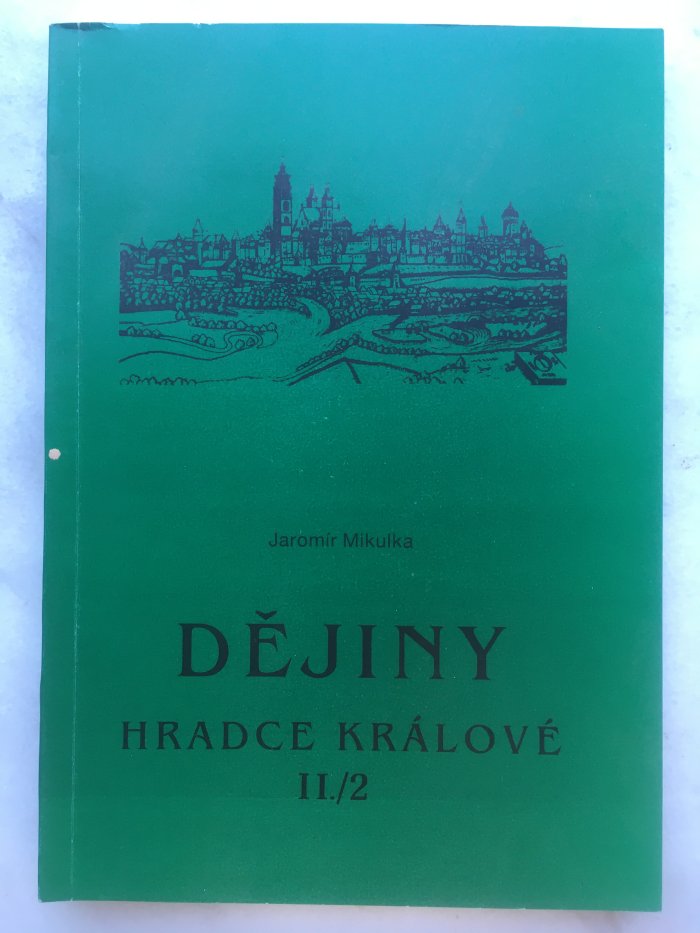 Jaromír Mikulka
DĚJINY
HRADCE KRÁLOVÉ
II./2